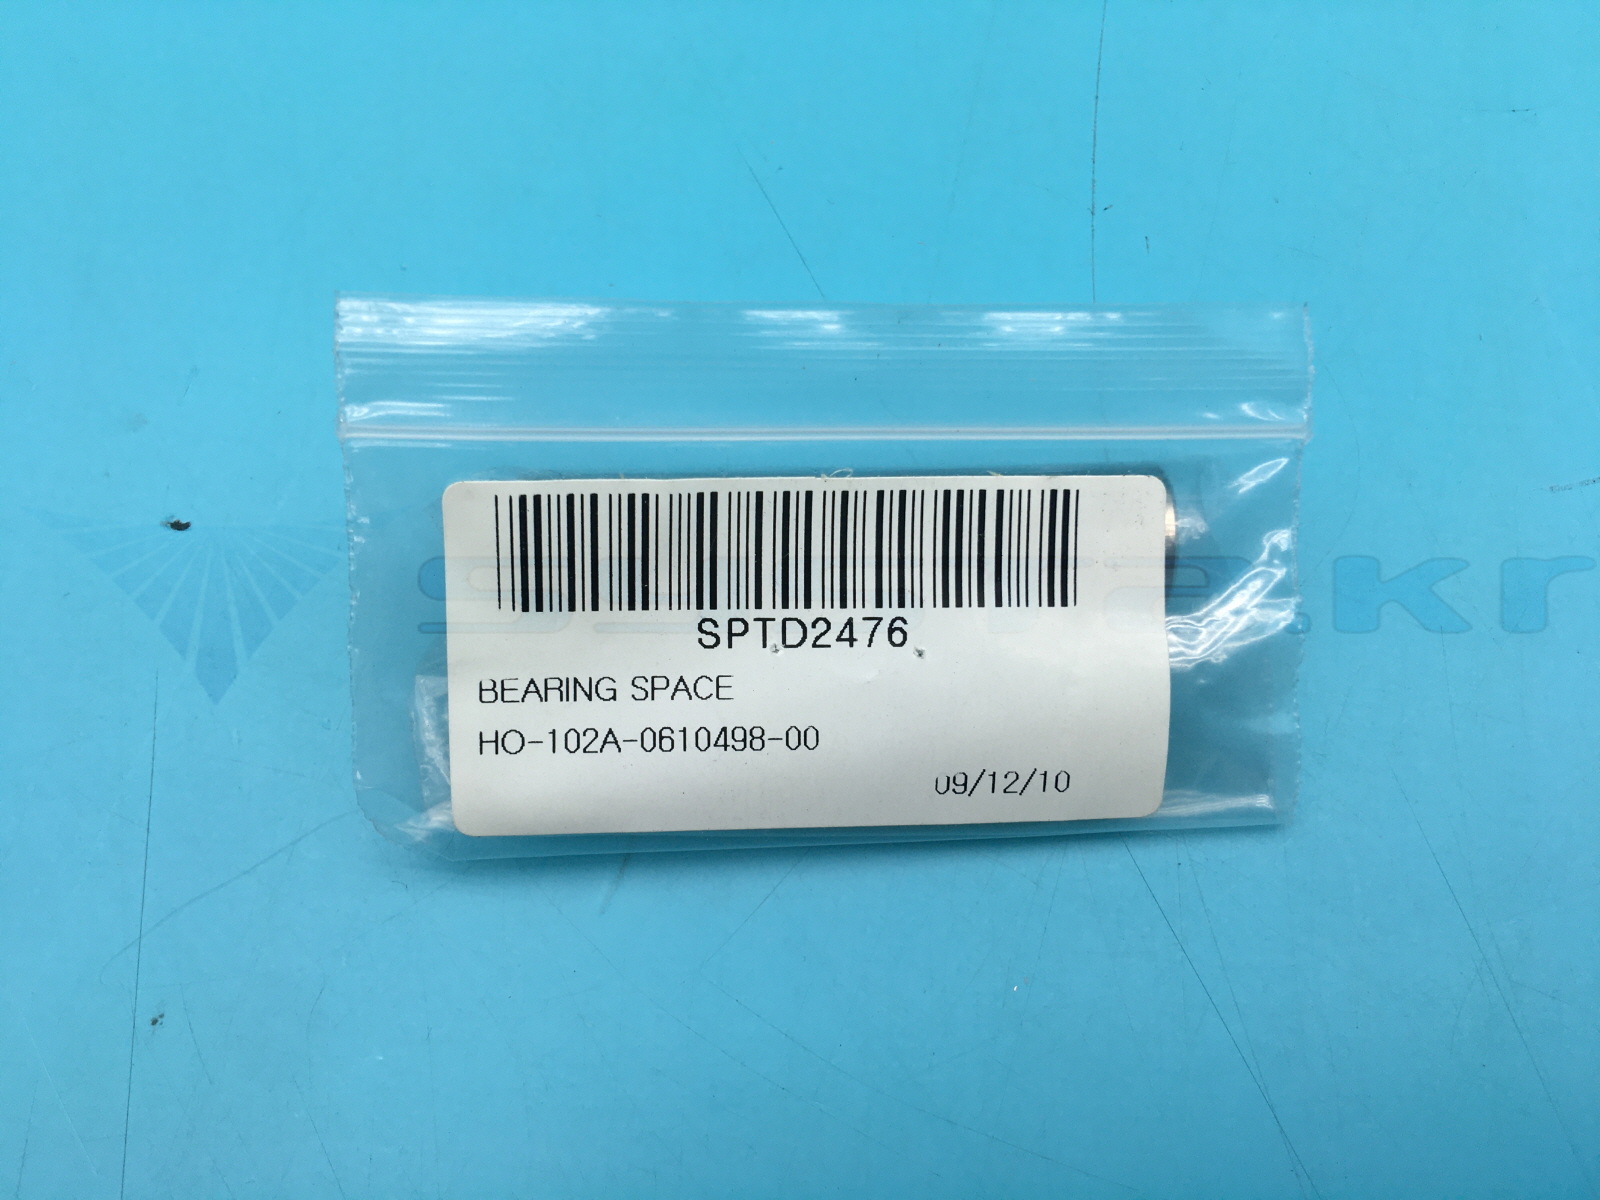 SPTD2476
BEARING SPACE
HO-102A-0610498-00
09/12/10